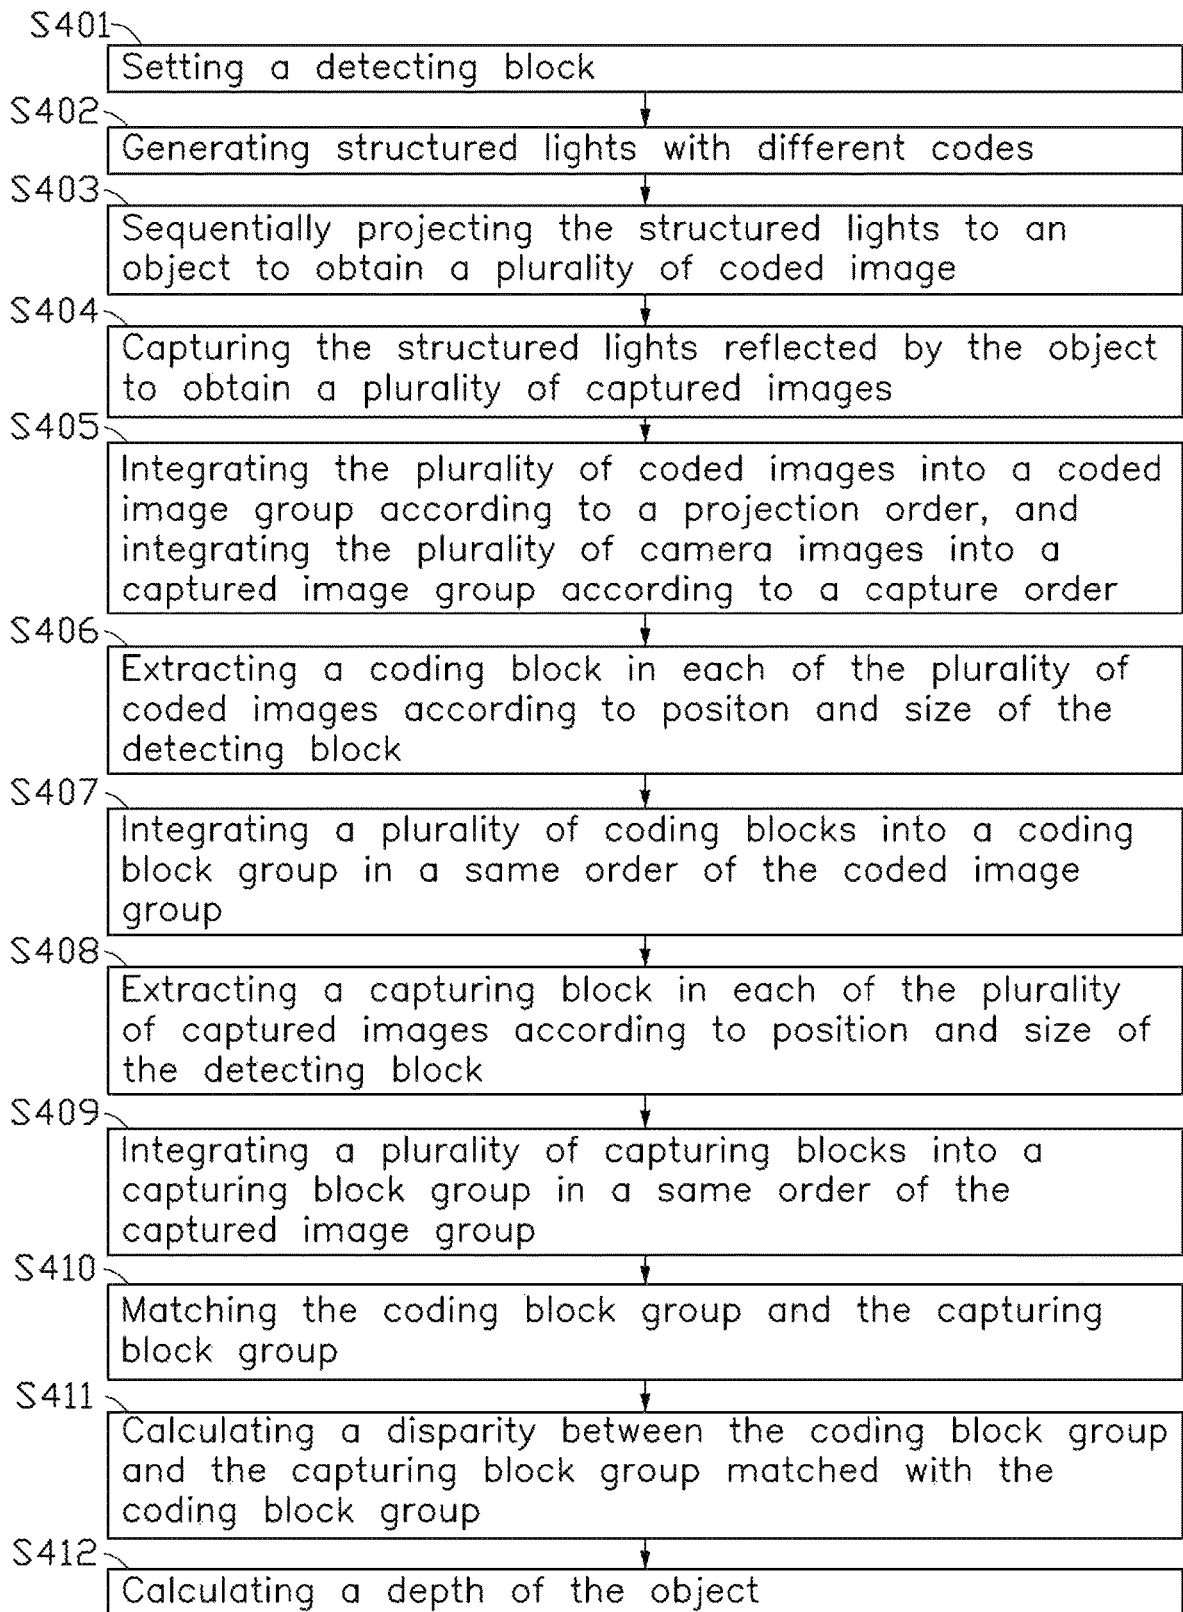 S401
Setting a detecting block
S402
Generating structured lights with different codes
S403
Sequentially projecting the structured lights to an
object to obtain a plurality of coded image
S404
Capturing the structured lights reflected by the object
to obtain a plurality of captured images
S405
Integrating the plurality of coded images into a coded
image group according to a projection order, and
integrating the plurality of camera images into a
captured image group according to a capture order
S406
Extracting a coding block in each of the plurality of
coded images according to positon and size of the
detecting block
S407
Integrating a plurality of coding blocks into a coding
block group in a same order of the coded image
group
S408
Extracting a capturing block in each of the plurality
of captured images according to position and size of
the detecting block
S409
Integrating a plurality of capturing blocks into a
capturing block group in a same order of the
captured image group
S410
Matching the coding block group and the capturing
block group
S411
Calculating a disparity between the coding block group
and the capturing block group matched with the
coding block group
S412
Calculating a depth of the object